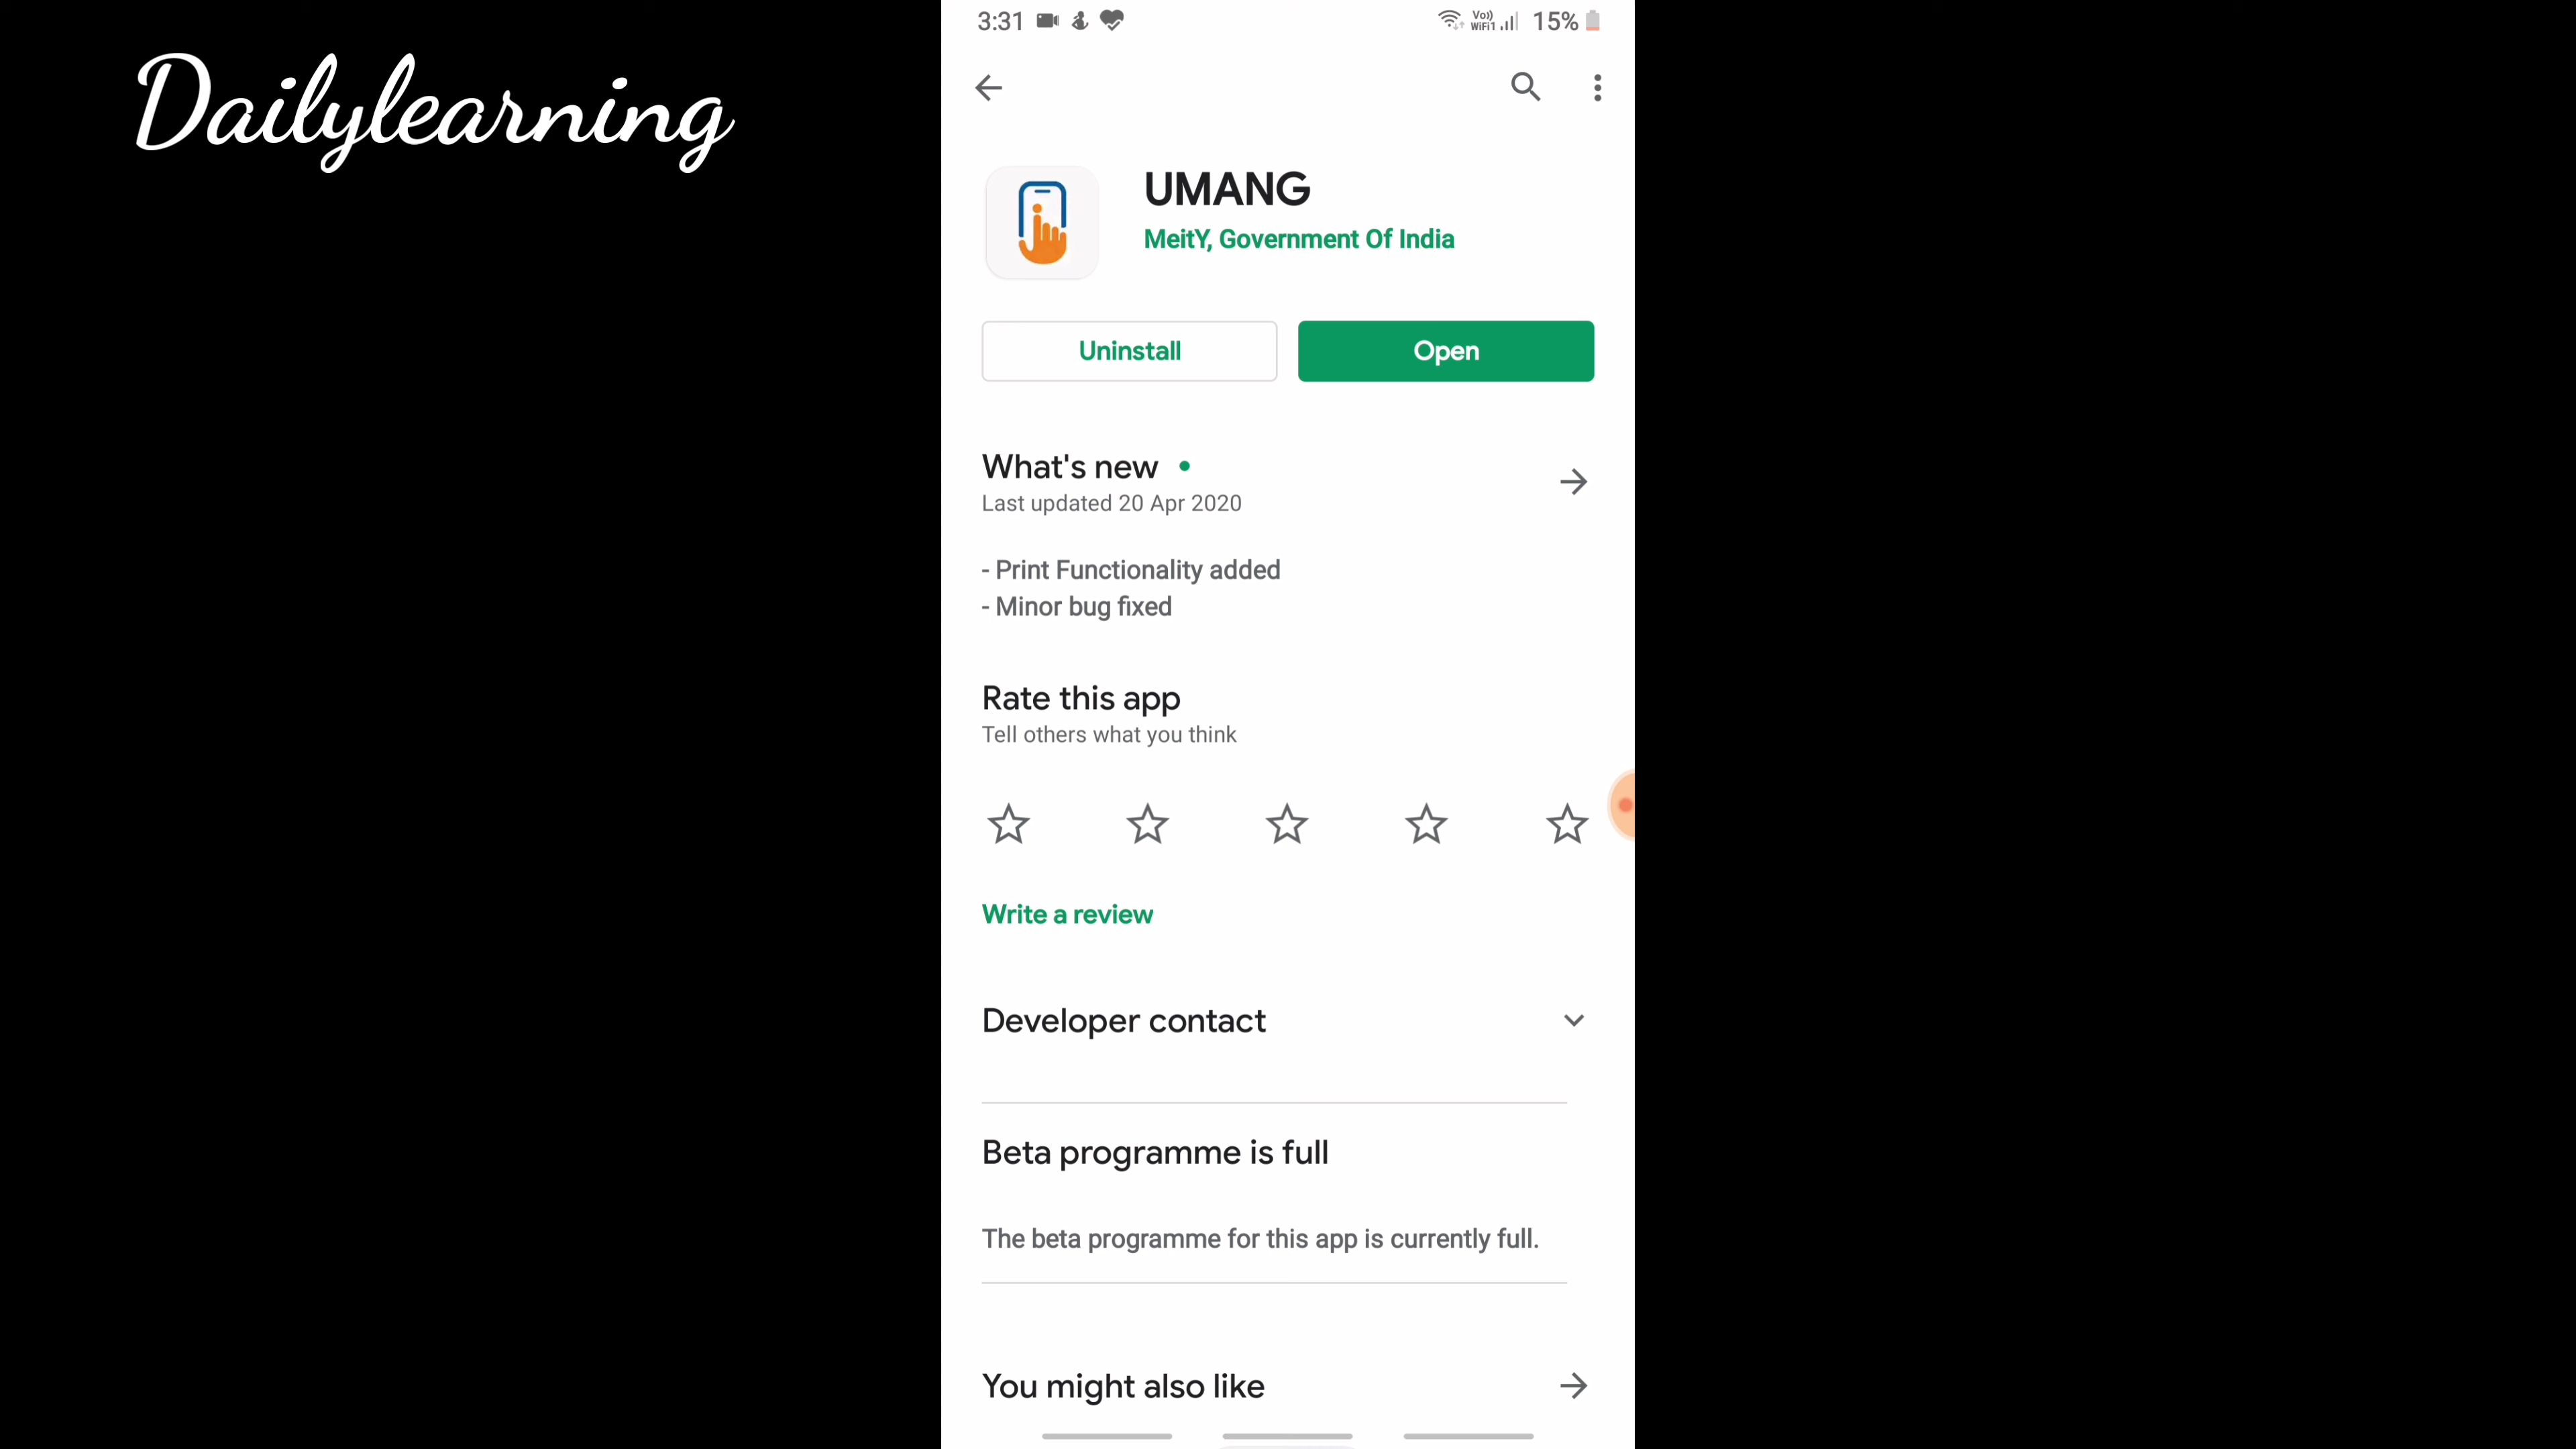 Dailylearning
3:31
Vo)) WiFi1 15%
UMANG
MeitY, Government Of India
Uninstall
Open
What's new
Last updated 20 Apr 2020
- Print Functionality added
- Minor bug fixed
Rate this app
Tell others what you think
Write a review
Developer contact
Beta programme is full
The beta programme for this app is currently full.
You might also like